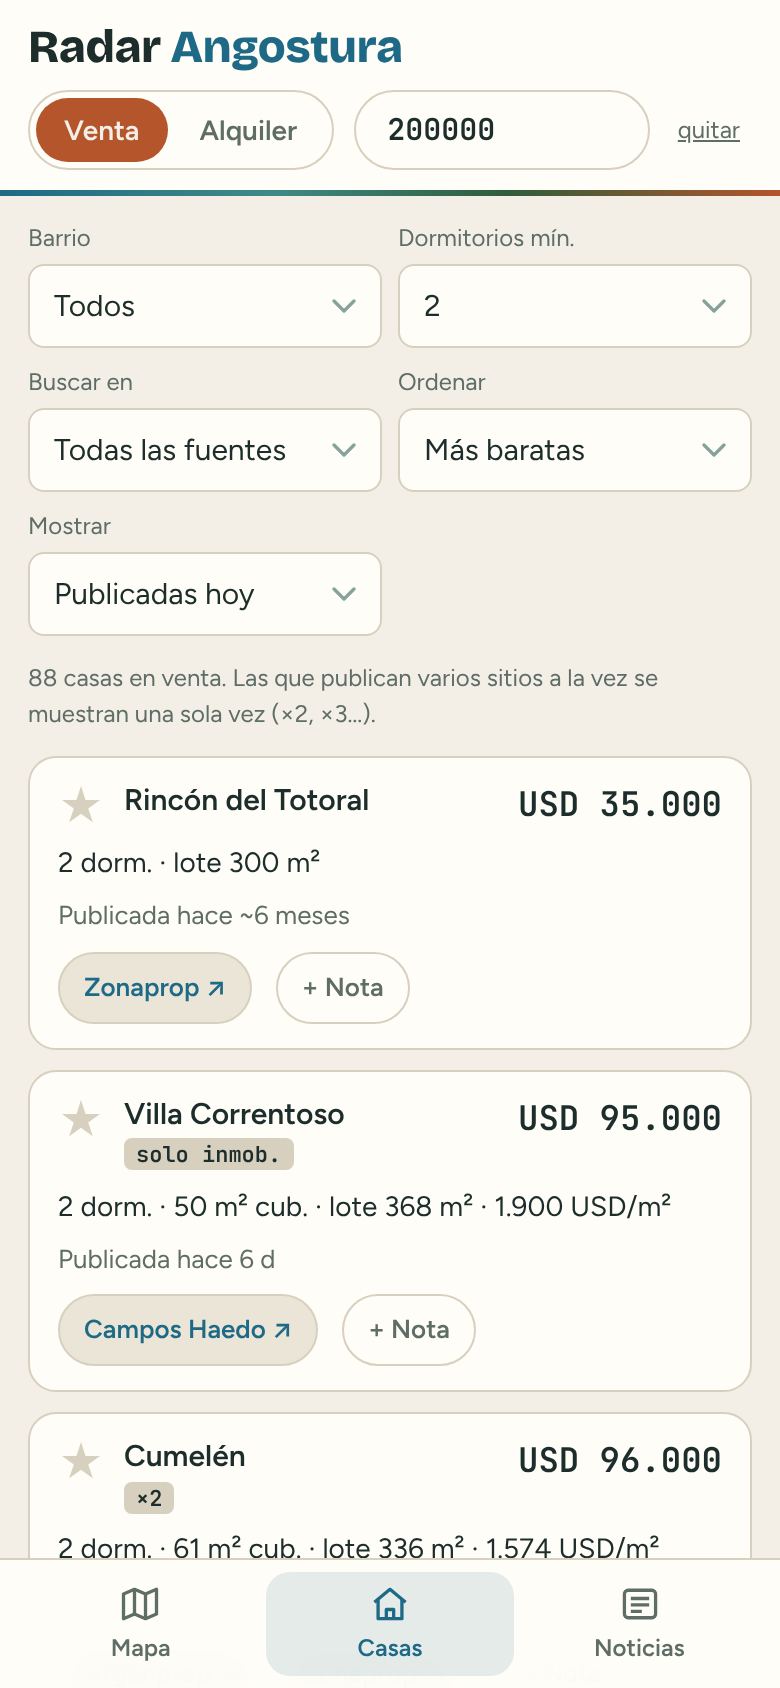 Radar Angostura
Venta Alquiler 200000 quitar
Barrio Dormitorios mín.
Todos 2
Buscar en Ordenar
Todas las fuentes Más baratas
Mostrar
Publicadas hoy
88 casas en venta. Las que publican varios sitios a la vez se
muestran una sola vez (×2, ×3...).
★ Rincón del Totoral USD 35.000
2 dorm. · lote 300 m²
Publicada hace ~6 meses
Zonaprop ↗ + Nota
★ Villa Correntoso USD 95.000
solo inmob.
2 dorm. · 50 m² cub. · lote 368 m² · 1.900 USD/m²
Publicada hace 6 d
Campos Haedo ↗ + Nota
★ Cumelén USD 96.000
×2
2 dorm. · 61 m² cub. · lote 336 m² · 1.574 USD/m²
Mapa Casas Noticias